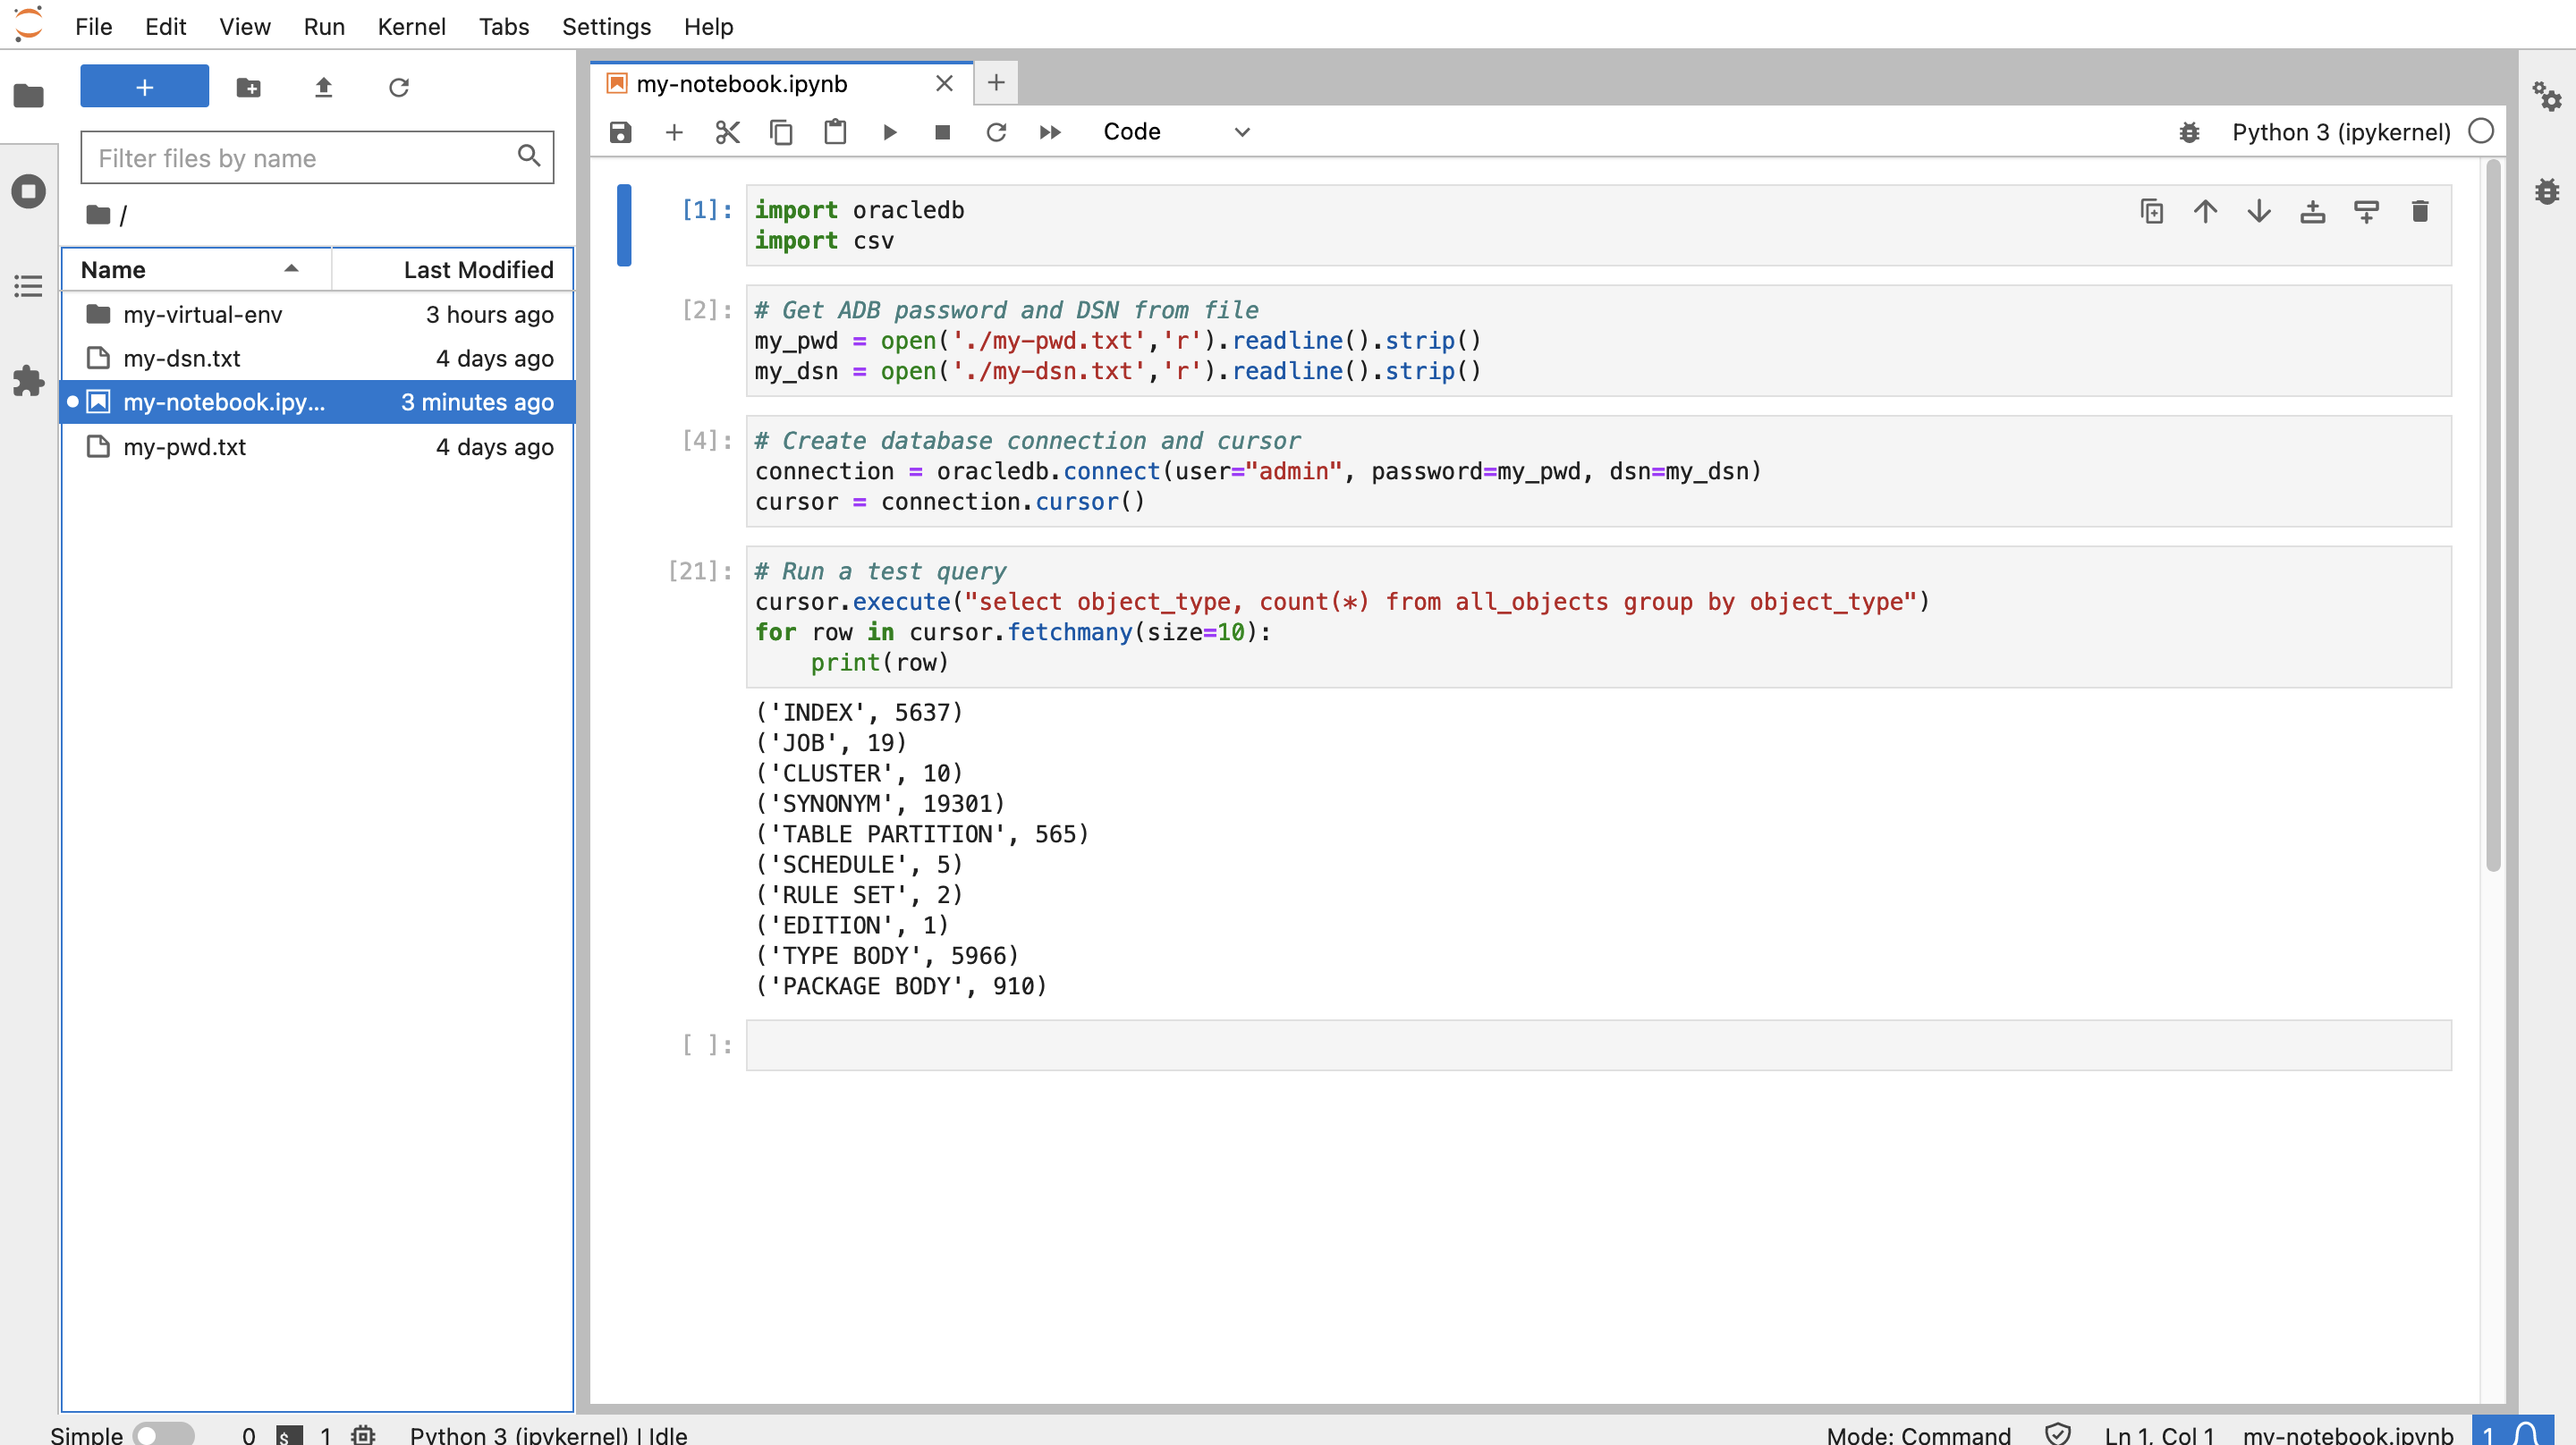 File Edit View Run Kernel Tabs Settings Help
Filter files by name
/
Name Last Modified
my-virtual-env 3 hours ago
my-dsn.txt 4 days ago
my-notebook.ipy... 3 minutes ago
my-pwd.txt 4 days ago
my-notebook.ipynb
Code Python 3 (ipykernel)
[1]: import oracledb
import csv
[2]: # Get ADB password and DSN from file
my_pwd = open('./my-pwd.txt','r').readline().strip()
my_dsn = open('./my-dsn.txt','r').readline().strip()
[4]: # Create database connection and cursor
connection = oracledb.connect(user="admin", password=my_pwd, dsn=my_dsn)
cursor = connection.cursor()
[21]: # Run a test query
cursor.execute("select object_type, count(*) from all_objects group by object_type")
for row in cursor.fetchmany(size=10):
    print(row)
('INDEX', 5637)
('JOB', 19)
('CLUSTER', 10)
('SYNONYM', 19301)
('TABLE PARTITION', 565)
('SCHEDULE', 5)
('RULE SET', 2)
('EDITION', 1)
('TYPE BODY', 5966)
('PACKAGE BODY', 910)
[ ]:
Simple 0 $ 1 Python 3 (ipykernel) | Idle Mode: Command Ln 1, Col 1 my-notebook.ipynb 1